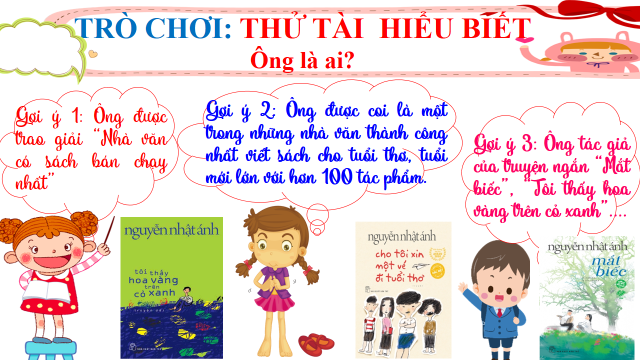 TRÒ CHƠI: THỬ TÀI HIỂU BIẾT
Ông là ai?
Gợi ý 1: Ông được
trao giải “Nhà văn
có sách bán chạy
nhất”
Gợi ý 2: Ông được coi là một
trong những nhà văn thành công
nhất viết sách cho tuổi thơ, tuổi
mới lớn với hơn 100 tác phẩm.
Gợi ý 3: Ông tác giả
của truyện ngắn “Mắt
biếc”, “Tôi thấy hoa
vàng trên cỏ xanh”....
nguyễn nhật ánh
tôi thấy
hoa vàng
trên
cỏ xanh
nguyễn nhật ánh
cho tôi xin
một vé
đi tuổi thơ
nguyễn nhật ánh
mắt
biếc